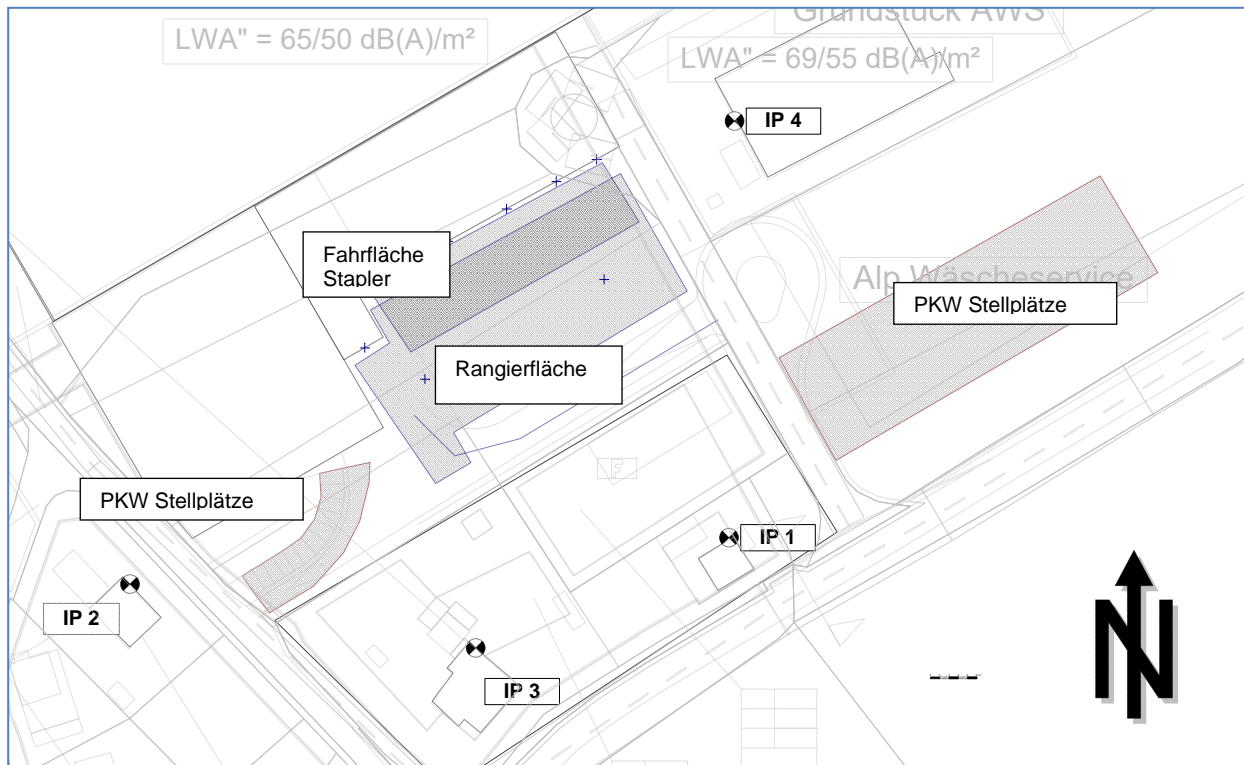 Grundstück AWS
LWA" = 65/50 dB(A)/m²
LWA" = 69/55 dB(A)/m²
IP 4
Fahrfläche
Stapler
Alp Wäscheservice
PKW Stellplätze
Rangierfläche
F
PKW Stellplätze
IP 1
IP 2
IP 3
N